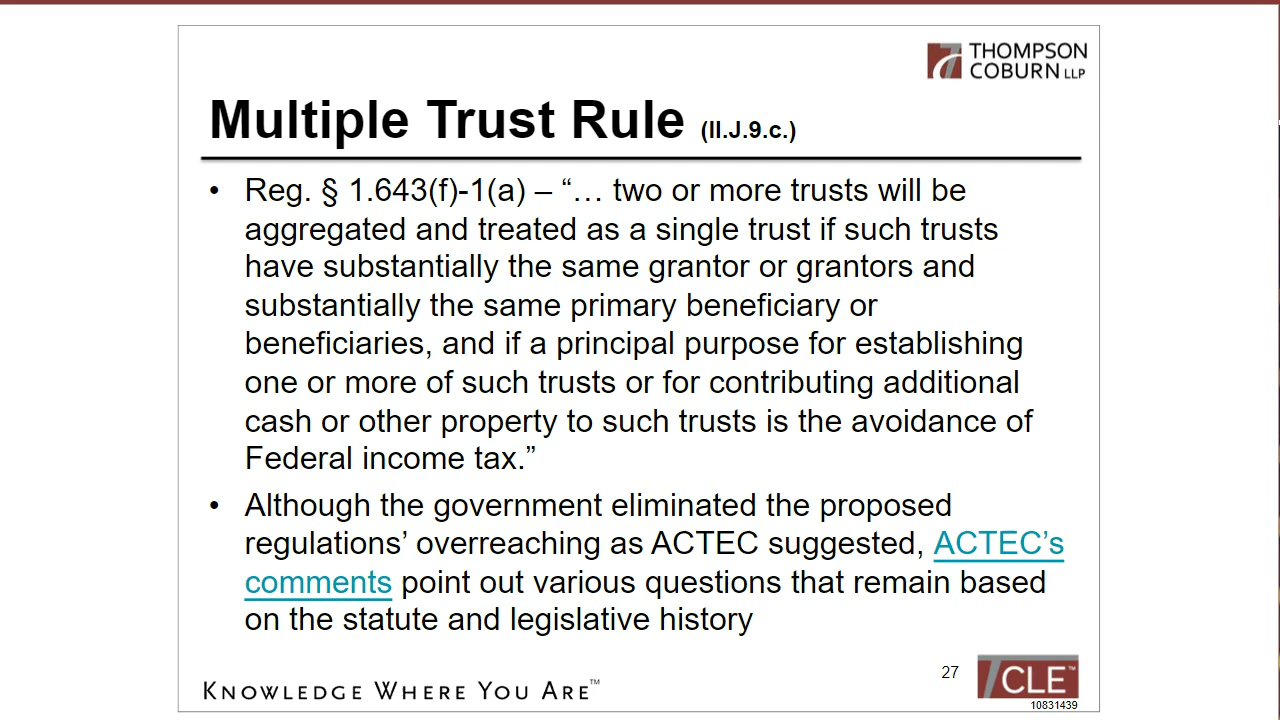 THOMPSON
COBURN LLP
Multiple Trust Rule (II.J.9.c.)
• Reg. § 1.643(f)-1(a) – “… two or more trusts will be
aggregated and treated as a single trust if such trusts
have substantially the same grantor or grantors and
substantially the same primary beneficiary or
beneficiaries, and if a principal purpose for establishing
one or more of such trusts or for contributing additional
cash or other property to such trusts is the avoidance of
Federal income tax.”
• Although the government eliminated the proposed
regulations’ overreaching as ACTEC suggested, ACTEC’s
comments point out various questions that remain based
on the statute and legislative history
KNOWLEDGE WHERE YOU ARE™
27
CLE™
10831439